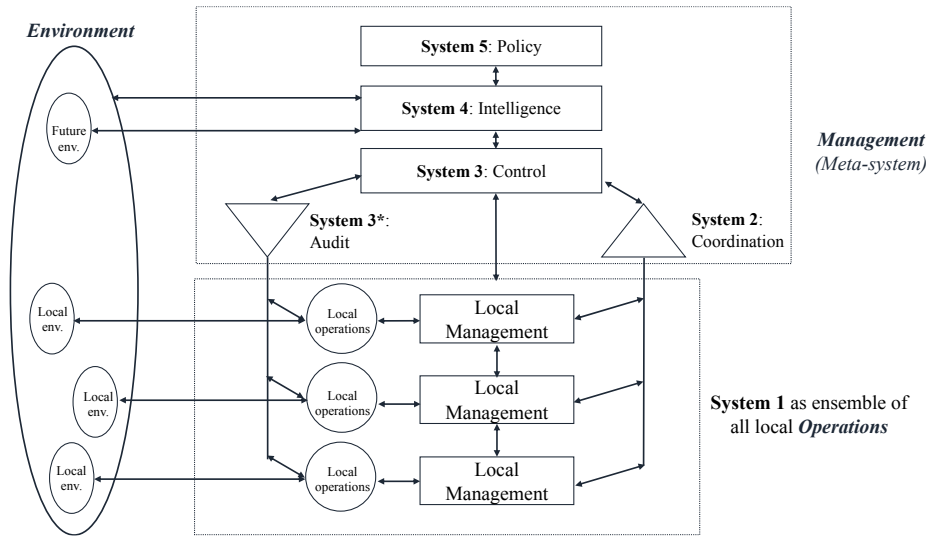 Environment
System 5: Policy
System 4: Intelligence
Future
env.
System 3: Control
Management
(Meta-system)
System 3*:
Audit
System 2:
Coordination
Local
env.
Local
operations
Local
Management
Local
env.
Local
operations
Local
Management
System 1 as ensemble of
all local Operations
Local
env.
Local
operations
Local
Management